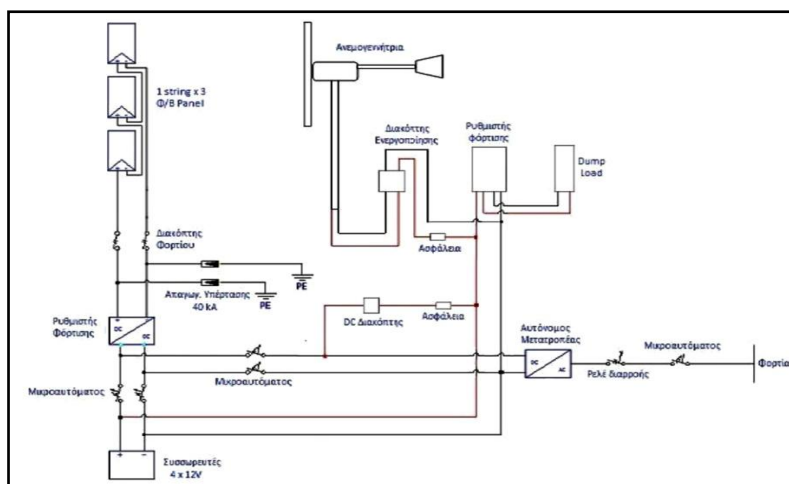 Ανεμογεννήτρια
1 string x 3
Φ/Β Panel
Διακόπτης
Ενεργοποίησης
Ρυθμιστής
φόρτισης
Dump
Load
Διακόπτης
Φορτίου
Ασφάλεια
PE
Απαγωγ. Υπέρτασης
40 kA
PE
Ρυθμιστής
Φόρτισης
DC
DC
DC Διακόπτης
Ασφάλεια
Αυτόνομος
Μετατροπέας
DC
AC
Μικροαυτόματος
Ρελέ διαρροής
Φορτία
Μικροαυτόματος
Μικροαυτόματος
+ −
Συσσωρευτές
4 x 12V